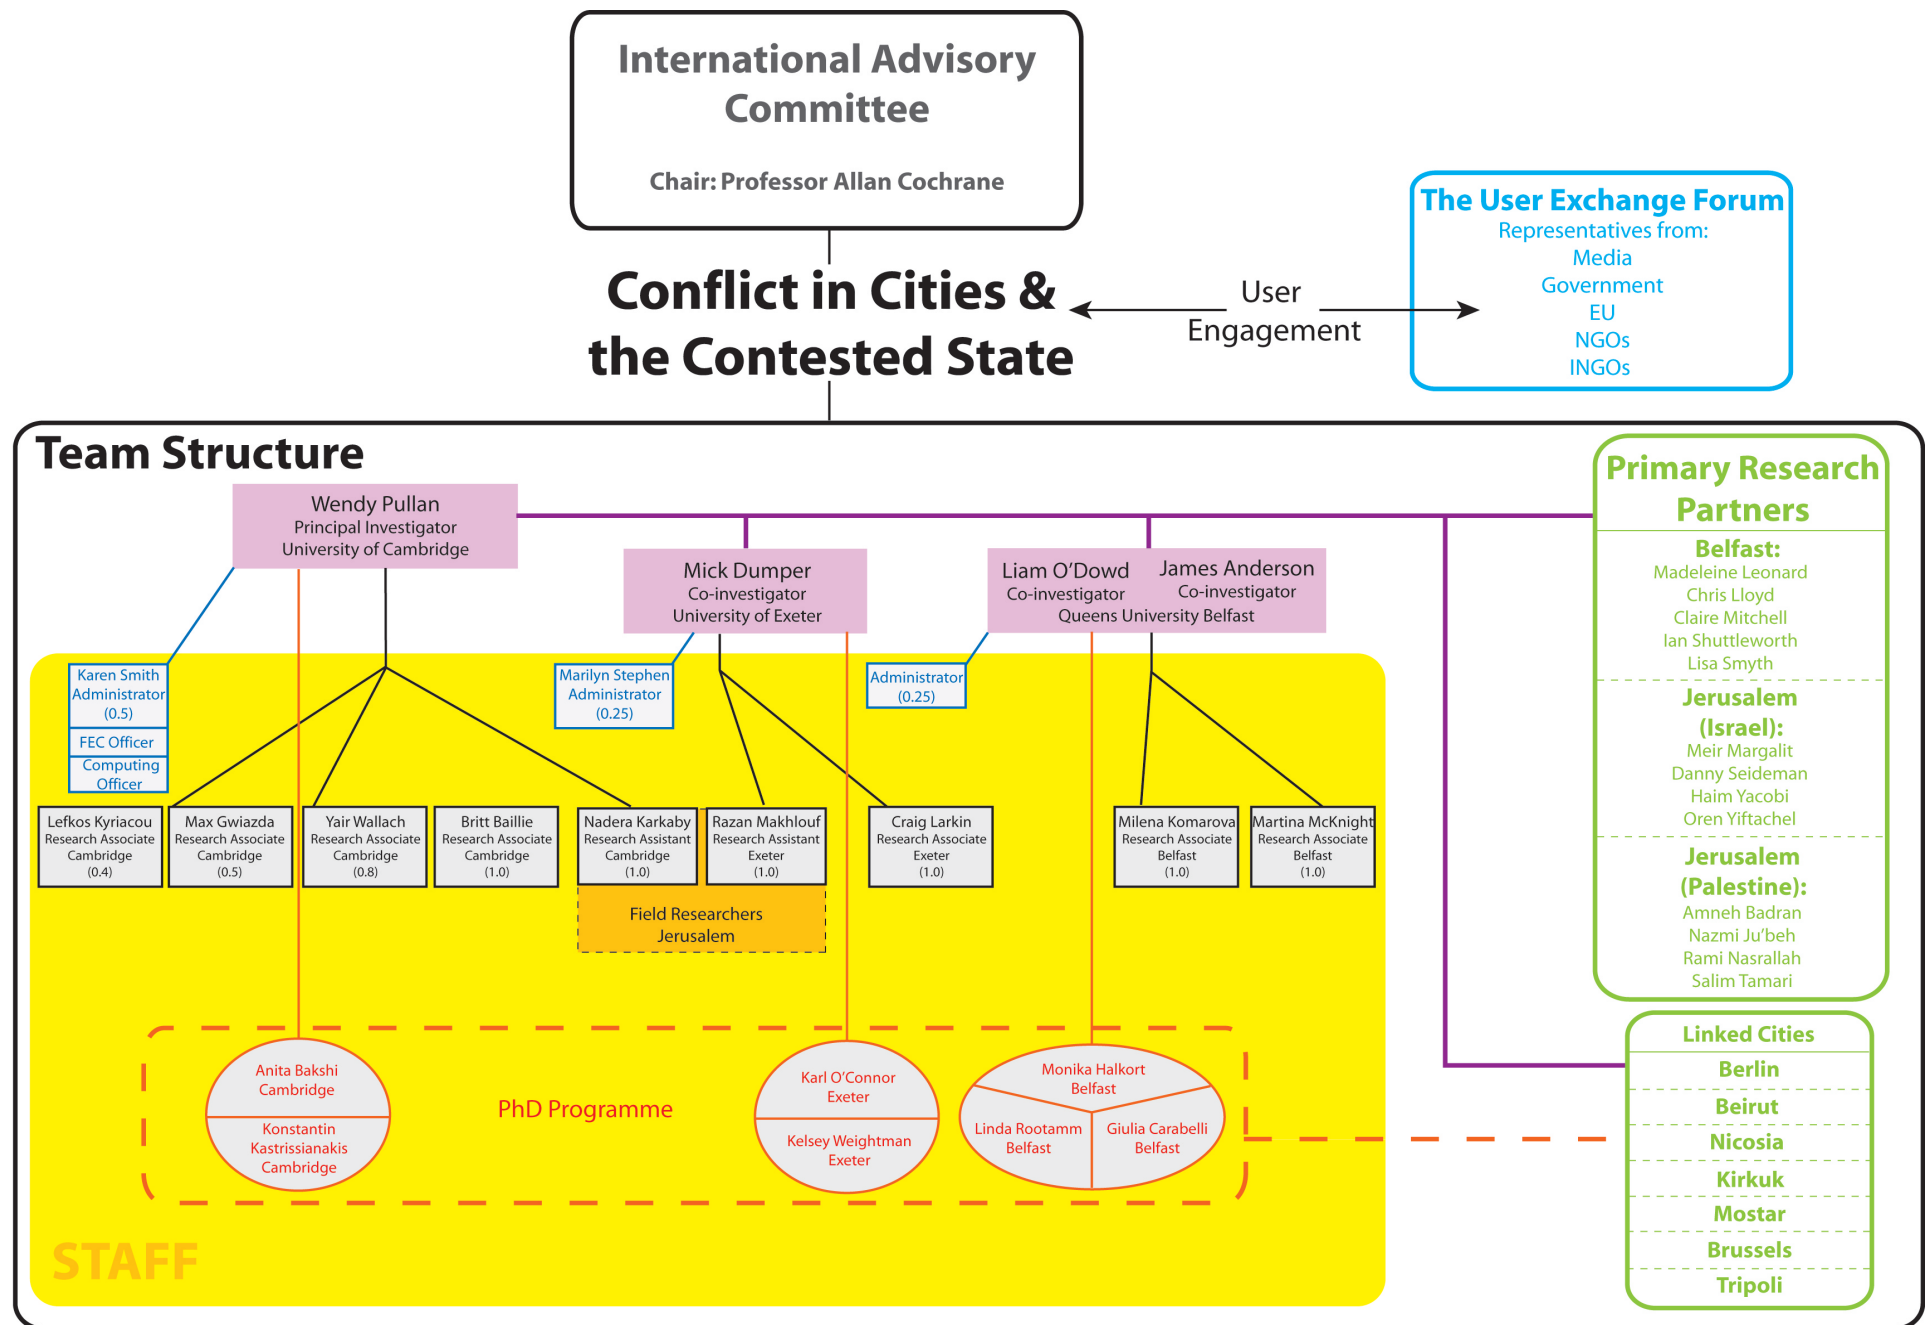 International Advisory
Committee
Chair: Professor Allan Cochrane
The User Exchange Forum
Representatives from:
Media
Government
EU
NGOs
INGOs
Conflict in Cities &
the Contested State
User
Engagement
Team Structure
Wendy Pullan
Principal Investigator
University of Cambridge
Mick Dumper
Co-investigator
University of Exeter
Liam O'Dowd
Co-investigator
James Anderson
Co-investigator
Queens University Belfast
Karen Smith
Administrator
(0.5)
FEC Officer
Computing
Officer
Marilyn Stephen
Administrator
(0.25)
Administrator
(0.25)
Lefkos Kyriacou
Research Associate
Cambridge
(0.4)
Max Gwiazda
Research Associate
Cambridge
(0.5)
Yair Wallach
Research Associate
Cambridge
(0.8)
Britt Baillie
Research Associate
Cambridge
(1.0)
Nadera Karkaby
Research Assistant
Cambridge
(1.0)
Razan Makhlouf
Research Assistant
Exeter
(1.0)
Craig Larkin
Research Associate
Exeter
(1.0)
Milena Komarova
Research Associate
Belfast
(1.0)
Martina McKnight
Research Associate
Belfast
(1.0)
Field Researchers
Jerusalem
Anita Bakshi
Cambridge
Konstantin
Kastrissianakis
Cambridge
PhD Programme
Karl O'Connor
Exeter
Kelsey Weightman
Exeter
Monika Halkort
Belfast
Linda Rootamm
Belfast
Giulia Carabelli
Belfast
STAFF
Primary Research
Partners
Belfast:
Madeleine Leonard
Chris Lloyd
Claire Mitchell
Ian Shuttleworth
Lisa Smyth
Jerusalem
(Israel):
Meir Margalit
Danny Seideman
Haim Yacobi
Oren Yiftachel
Jerusalem
(Palestine):
Amneh Badran
Nazmi Ju'beh
Rami Nasrallah
Salim Tamari
Linked Cities
Berlin
Beirut
Nicosia
Kirkuk
Mostar
Brussels
Tripoli